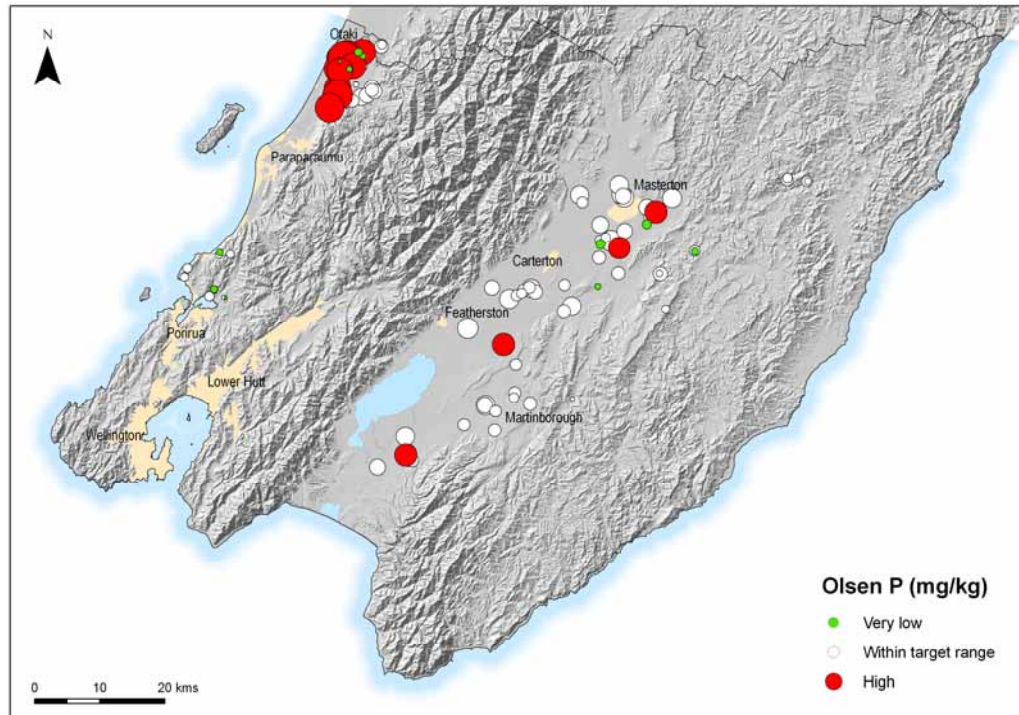 N
Otaki
Paraparaumu
Masterton
Carterton
Featherston
Porirua
Lower Hutt
Martinborough
Wellington
Olsen P (mg/kg)
Very low
Within target range
High
0 10 20 kms